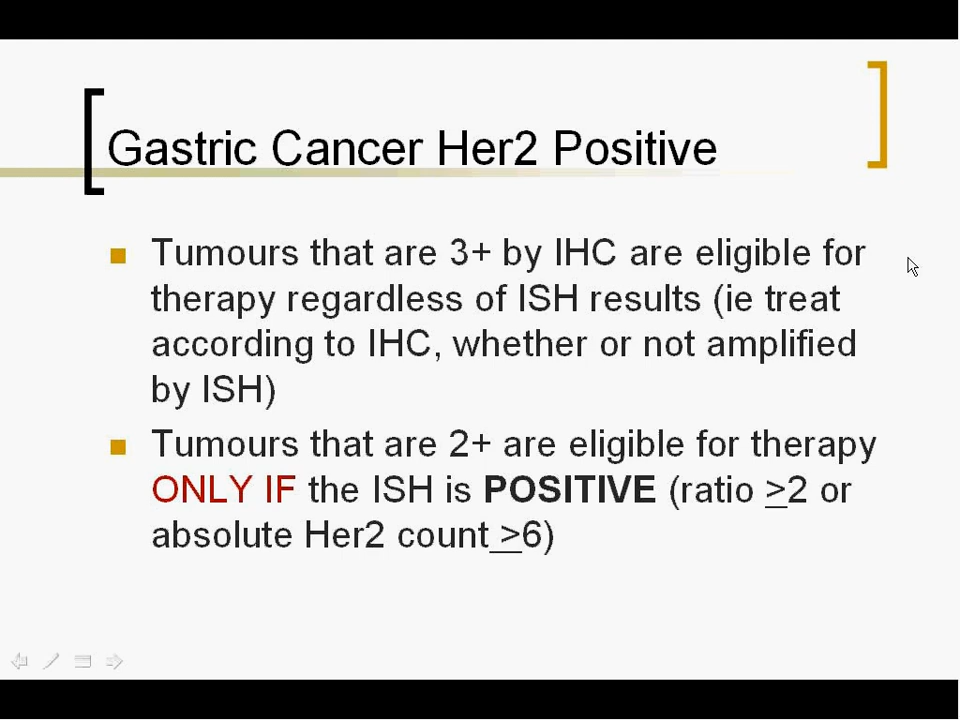 Gastric Cancer Her2 Positive
Tumours that are 3+ by IHC are eligible for
therapy regardless of ISH results (ie treat
according to IHC, whether or not amplified
by ISH)
Tumours that are 2+ are eligible for therapy
ONLY IF the ISH is POSITIVE (ratio >2 or
absolute Her2 count >6)